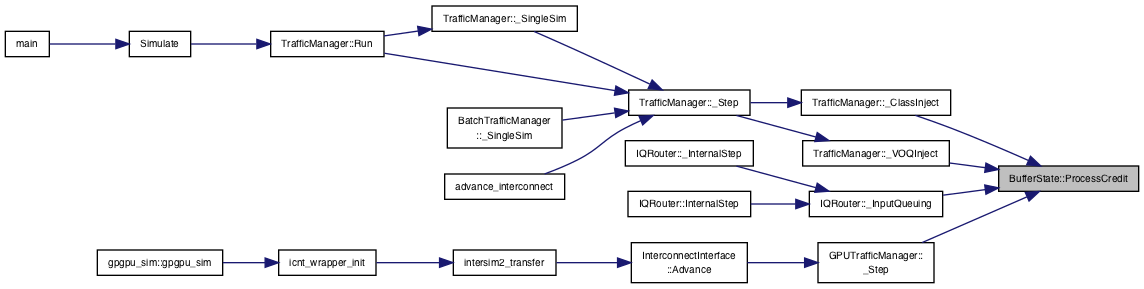 TrafficManager::_SingleSim
main
Simulate
TrafficManager::Run
TrafficManager::_Step
TrafficManager::_ClassInject
BatchTrafficManager
::_SingleSim
IQRouter::_InternalStep
TrafficManager::_VOQInject
advance_interconnect
BufferState::ProcessCredit
IQRouter::InternalStep
IQRouter::_InputQueuing
gpgpu_sim::gpgpu_sim
icnt_wrapper_init
intersim2_transfer
InterconnectInterface
::Advance
GPUTrafficManager::
_Step